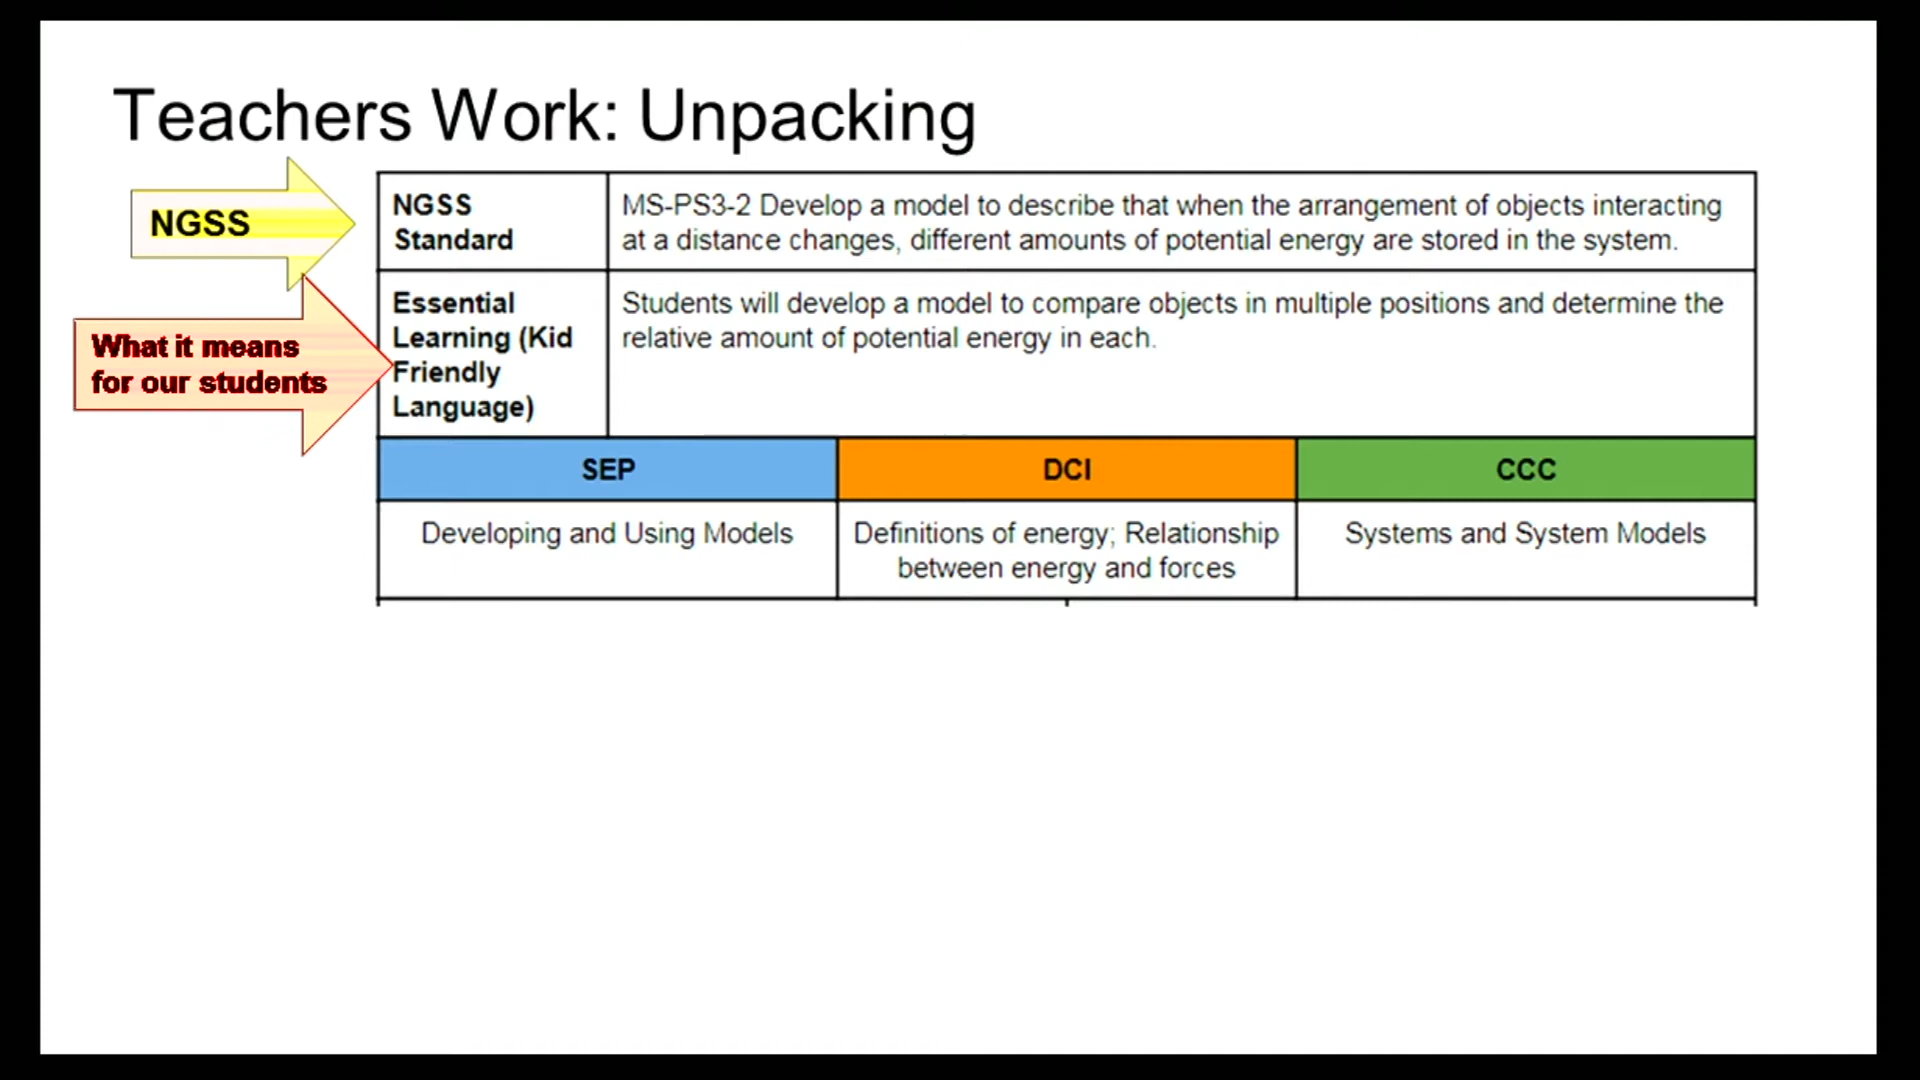 Teachers Work: Unpacking
NGSS
NGSS
Standard
MS-PS3-2 Develop a model to describe that when the arrangement of objects interacting
at a distance changes, different amounts of potential energy are stored in the system.
What it means
for our students
Essential
Learning (Kid
Friendly
Language)
Students will develop a model to compare objects in multiple positions and determine the
relative amount of potential energy in each.
SEP
DCI
CCC
Developing and Using Models
Definitions of energy; Relationship
between energy and forces
Systems and System Models